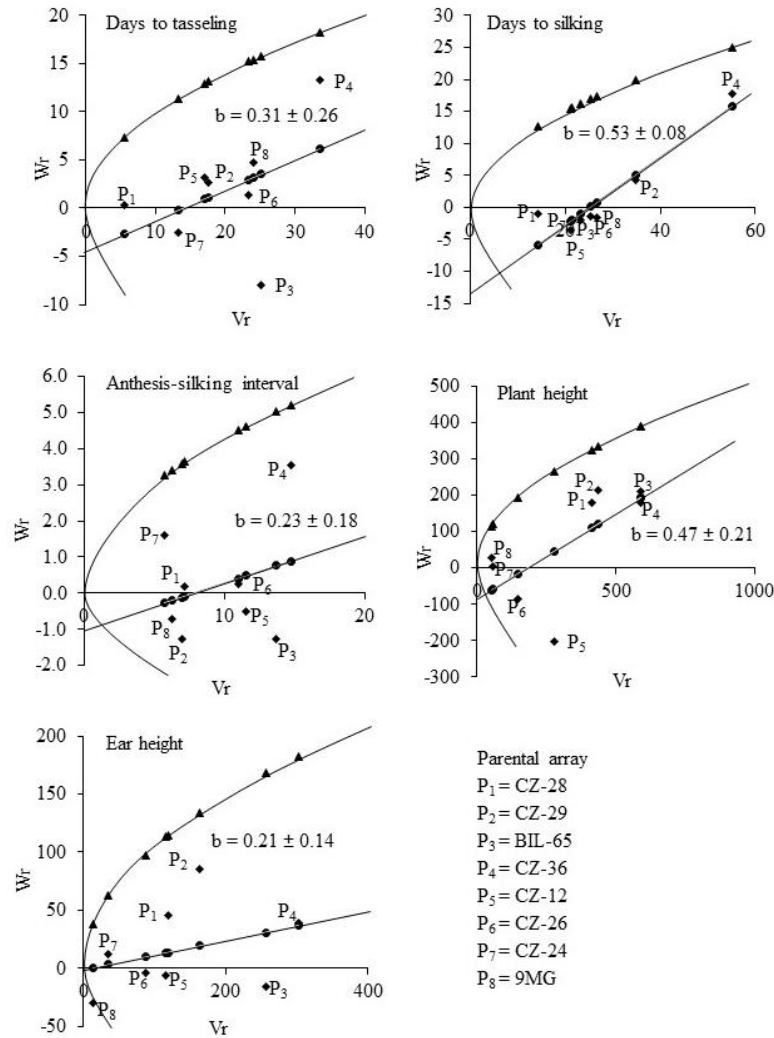 Days to tasseling
20
15
10
5
0
-5
-10
Wr
0
10
20
30
40
Vr
b = 0.31 ± 0.26
P1
P5
P2
P8
P4
P6
P7
P3
Days to silking
30
25
20
15
10
5
0
-5
-10
15
Wr
0
20
40
60
Vr
b = 0.53 ± 0.08
P4
P1
P7
P3
P8
P6
P2
P5
Anthesis-silking interval
6.0
5.0
4.0
3.0
2.0
1.0
0.0
-1.0
-2.0
Wr
0
10
20
Vr
b = 0.23 ± 0.18
P4
P7
P1
P6
P5
P8
P2
P3
Plant height
500
400
300
200
100
0
-100
-200
-300
Wr
0
500
1000
Vr
b = 0.47 ± 0.21
P2
P3
P1
P4
P8
P7
P6
P5
Ear height
200
150
100
50
0
-50
Wr
0
200
400
Vr
b = 0.21 ± 0.14
P2
P1
P4
P7
P6
P5
P3
P8
Parental array
P1 = CZ-28
P2 = CZ-29
P3 = BIL-65
P4 = CZ-36
P5 = CZ-12
P6 = CZ-26
P7 = CZ-24
P8 = 9MG